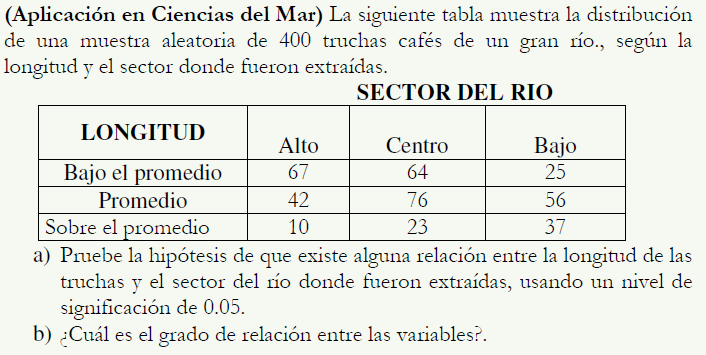 (Aplicación en Ciencias del Mar) La siguiente tabla muestra la distribución
de una muestra aleatoria de 400 truchas cafés de un gran río., según la
longitud y el sector donde fueron extraídas.
SECTOR DEL RIO
LONGITUD Alto Centro Bajo
Bajo el promedio 67 64 25
Promedio 42 76 56
Sobre el promedio 10 23 37
a) Pruebe la hipótesis de que existe alguna relación entre la longitud de las
truchas y el sector del río donde fueron extraídas, usando un nivel de
significación de 0.05.
b) ¿Cuál es el grado de relación entre las variables?.